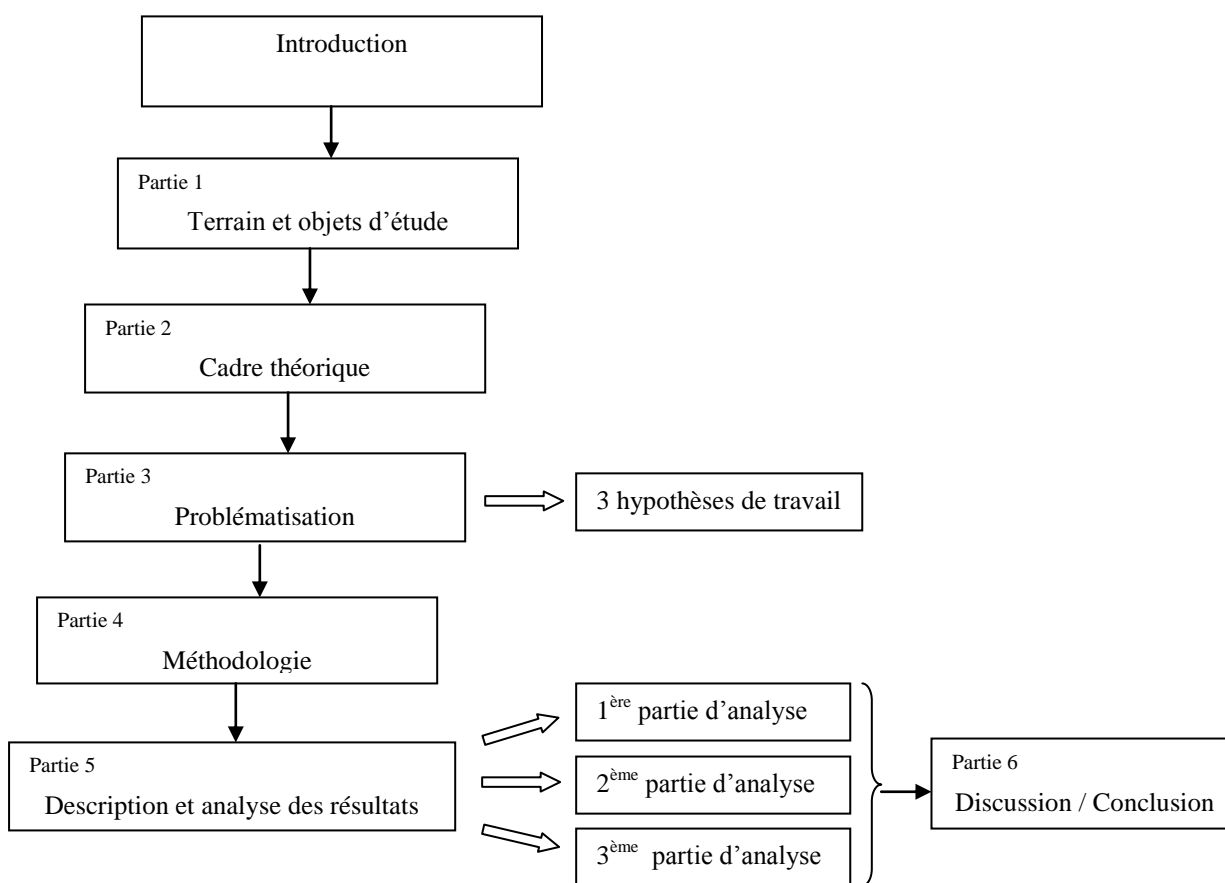 Introduction
Partie 1
Terrain et objets d’étude
Partie 2
Cadre théorique
Partie 3
Problématisation
3 hypothèses de travail
Partie 4
Méthodologie
Partie 5
Description et analyse des résultats
1ère partie d’analyse
2ème partie d’analyse
3ème partie d’analyse
Partie 6
Discussion / Conclusion